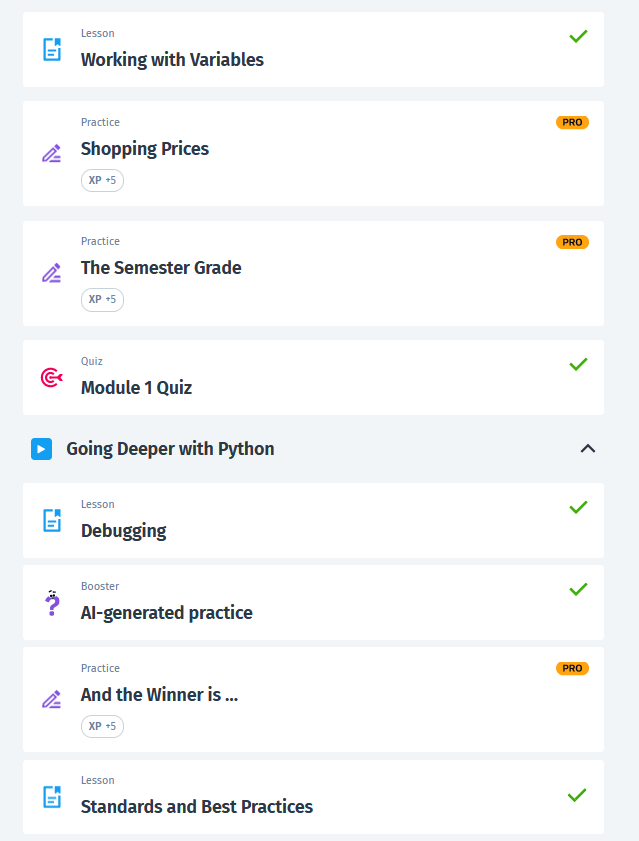 Lesson
Working with Variables
Practice
PRO
Shopping Prices
XP +5
Practice
PRO
The Semester Grade
XP +5
Quiz
Module 1 Quiz
Going Deeper with Python
Lesson
Debugging
Booster
AI-generated practice
Practice
PRO
And the Winner is ...
XP +5
Lesson
Standards and Best Practices